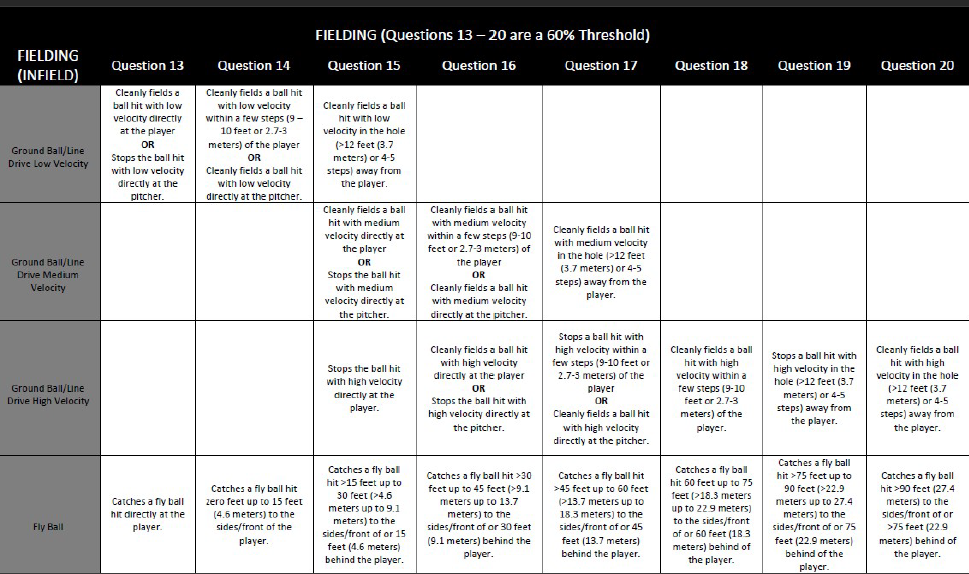 FIELDING (Questions 13 – 20 are a 60% Threshold)
FIELDING
(INFIELD)
Question 13
Question 14
Question 15
Question 16
Question 17
Question 18
Question 19
Question 20
Ground Ball/Line
Drive Low Velocity
Cleanly fields a
ball hit with low
velocity directly
at the player
OR
Stops the ball hit
with low velocity
directly at the
pitcher.
Cleanly fields a ball hit
with low velocity
within a few steps (9 –
10 feet or 2.7-3
meters) of the player
OR
Cleanly fields a ball hit
with low velocity
directly at the pitcher.
Cleanly fields a ball
hit with low
velocity in the hole
(>12 feet (3.7
meters) or 4-5
steps) away from
the player.
Ground Ball/Line
Drive Medium
Velocity
Cleanly fields a ball
hit with medium
velocity directly at
the player
OR
Stops the ball hit
with medium
velocity directly at
the pitcher.
Cleanly fields a ball hit
with medium velocity
within a few steps (9-10
feet or 2.7-3 meters) of
the player
OR
Cleanly fields a ball hit
with medium velocity
directly at the pitcher.
Cleanly fields a ball hit
with medium velocity
in the hole (>12 feet
(3.7 meters) or 4-5
steps) away from the
player.
Ground Ball/Line
Drive High Velocity
Stops the ball hit
with high velocity
directly at the
player.
Cleanly fields a ball hit
with high velocity
directly at the player
OR
Stops the ball hit with
high velocity directly at
the pitcher.
Stops a ball hit with
high velocity within a
few steps (9-10 feet or
2.7-3 meters) of the
player
OR
Cleanly fields a ball hit
with high velocity
directly at the pitcher.
Cleanly fields a ball
hit with high
velocity within a
few steps (9-10
feet or 2.7-3
meters) of the
player.
Stops a ball hit with
high velocity in the
hole (>12 feet (3.7
meters) or 4-5
steps) away from
the player.
Cleanly fields a ball
hit with high
velocity in the hole
(>12 feet (3.7
meters) or 4-5
steps) away from
the player.
Fly Ball
Catches a fly ball
hit directly at the
player.
Catches a fly ball hit
zero feet up to 15 feet
(4.6 meters) to the
sides/front of the
player.
Catches a fly ball
hit >15 feet up to
30 feet (>4.6
meters up to 9.1
meters) to the
sides/front of or 15
feet (4.6 meters)
behind the player.
Catches a fly ball hit >30
feet up to 45 feet (>9.1
meters up to 13.7
meters) to the
sides/front of or 30 feet
(9.1 meters) behind the
player.
Catches a fly ball hit
>45 feet up to 60 feet
(>13.7 meters up to
18.3 meters) to the
sides/front of or 45
feet (13.7 meters)
behind the player.
Catches a fly ball
hit 60 feet up to 75
feet (>18.3 meters
up to 22.9 meters)
to the sides/front
of or 60 feet (18.3
meters) behind of
the player.
Catches a fly ball
hit >75 feet up to
90 feet (>22.9
meters up to 27.4
meters) to the
sides/front of or 75
feet (22.9 meters)
behind of the
player.
Catches a fly ball
hit >90 feet (27.4
meters) to the
sides/front of or
>75 feet (22.9
meters) behind of
the player.